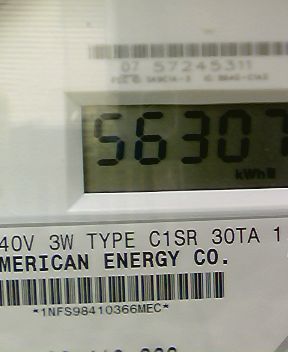 07 57245311
56307
kWh
40V 3W TYPE C1SR 30TA 1
MERICAN ENERGY CO.
*1NFS98410366MEC*